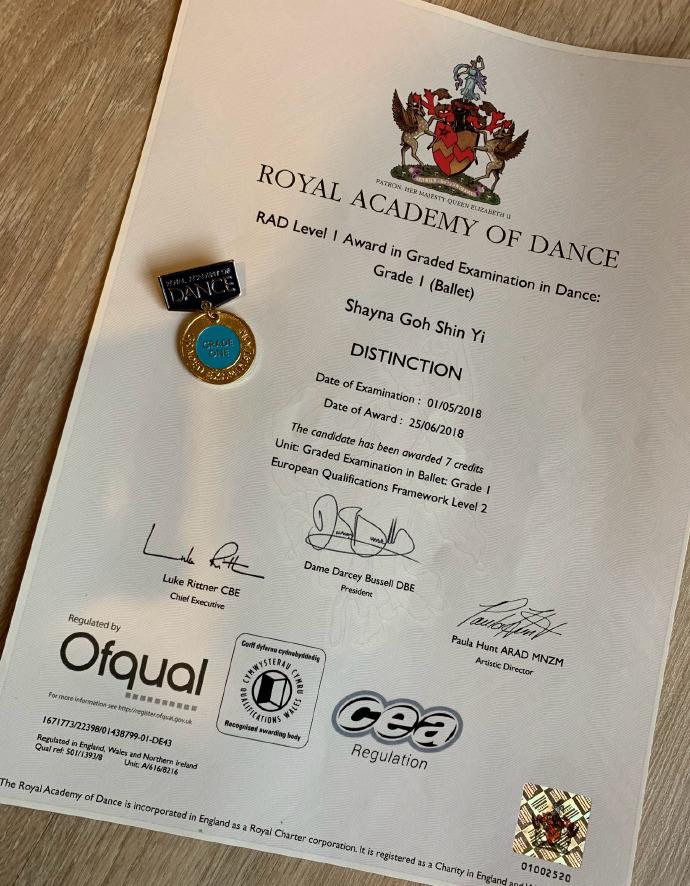 PATRON: HER MAJESTY QUEEN ELIZABETH II
ROYAL ACADEMY OF DANCE
RAD Level 1 Award in Graded Examination in Dance:
Grade 1 (Ballet)
Shayna Goh Shin Yi
DISTINCTION
Date of Examination : 01/05/2018
Date of Award : 25/06/2018
The candidate has been awarded 7 credits
Unit: Graded Examination in Ballet: Grade 1
European Qualifications Framework Level 2
ROYAL ACADEMY OF
DANCE
GRADE
ONE
Luke Rittner CBE
Chief Executive
Dame Darcey Bussell DBE
President
Paula Hunt ARAD MNZM
Artistic Director
Regulated by
Ofqual
For more information see http://register.ofqual.gov.uk
1671773/22398/01438799-01-DE43
Regulated in England, Wales and Northern Ireland
Qual ref: 501/1393/8 Unit: A/616/8216
Corff dyfarnu cydnabyddedig
CYMWYSTERAU CYMRU
QUALIFICATIONS WALES
Recognised awarding body
cea
Regulation
01002520
The Royal Academy of Dance is incorporated in England as a Royal Charter corporation. It is registered as a Charity in England and